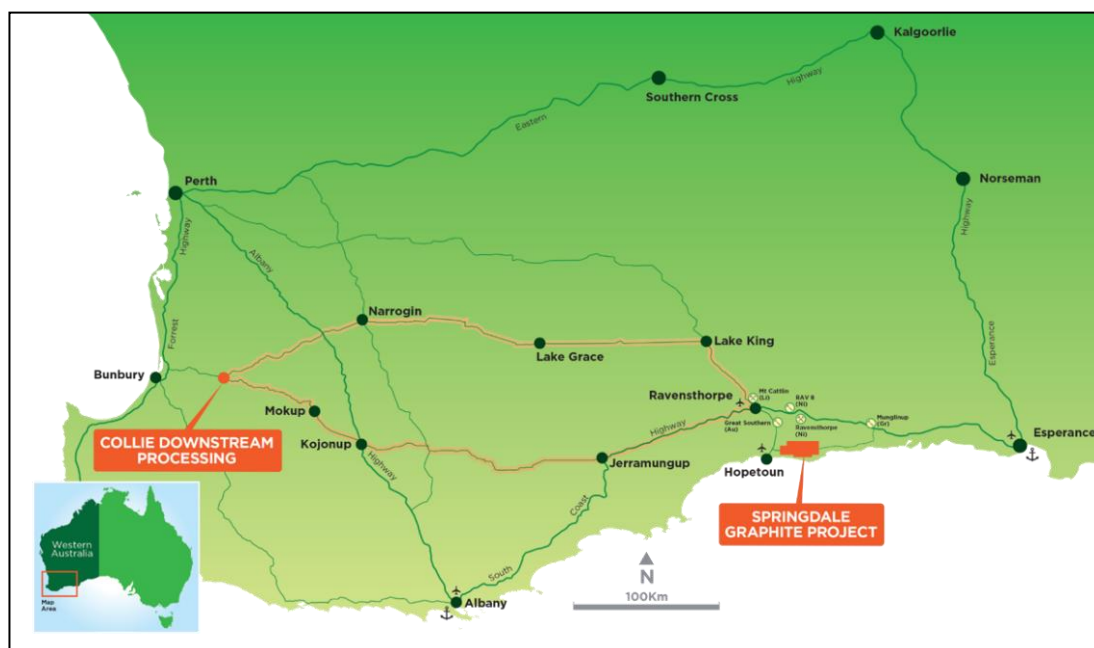 Kalgoorlie
Highway
Southern Cross
Eastern
Perth
Norseman
Highway
Albany
Highway
Narrogin
Forrest
Lake King
Lake Grace
Esperance
Bunbury
Ravensthorpe
Mt Cattlin
(Li)
RAV 8
(Ni)
Mokup
Great Southern
(Au)
Ravensthorpe
(Ni)
Munglinup
(Gr)
COLLIE DOWNSTREAM
PROCESSING
Kojonup
Highway
Highway
Esperance
Jerramungup
Hopetoun
SPRINGDALE
GRAPHITE PROJECT
Coast
South
Western
Australia
Map
Area
N
100Km
Albany